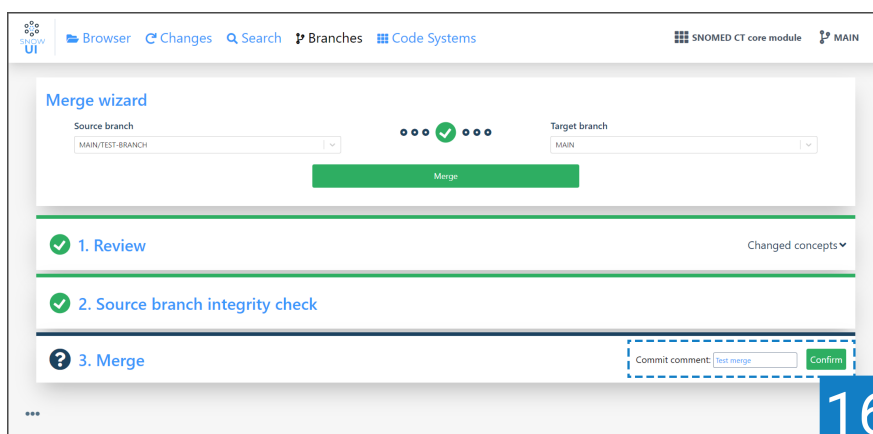 SNOW
UI
Browser Changes Search Branches Code Systems SNOMED CT core module MAIN
Merge wizard
Source branch Target branch
MAIN/TEST-BRANCH MAIN
Merge
1. Review Changed concepts
2. Source branch integrity check
3. Merge Commit comment: Test merge Confirm
16